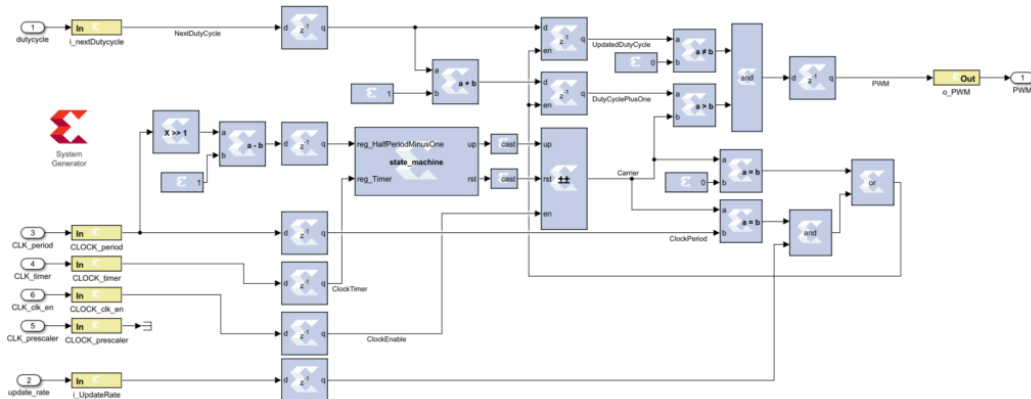 1
dutycycle
In
i_nextDutycycle
NextDutyCycle
d z⁻¹ q
d z⁻¹ q
en
UpdatedDutyCycle
0
a
b
a ≠ b
and
d z⁻¹ q
PWM
Out
o_PWM
1
PWM
1
a
b
a + b
d z⁻¹ q
en
DutyCyclePlusOne
a
b
a > b
System
Generator
X >> 1
1
a
b
a - b
d z⁻¹ q
reg_HalfPeriodMinusOne
reg_Timer
state_machine
up
rst
cast
cast
up
rst
en
++
Carrier
0
a
b
a = b
or
3
CLK_period
In
CLOCK_period
d z⁻¹ q
ClockPeriod
a
b
a = b
and
4
CLK_timer
In
CLOCK_timer
d z⁻¹ q
ClockTimer
6
CLK_clk_en
In
CLOCK_clk_en
d z⁻¹ q
ClockEnable
5
CLK_prescaler
In
CLOCK_prescaler
2
update_rate
In
i_UpdateRate
d z⁻¹ q